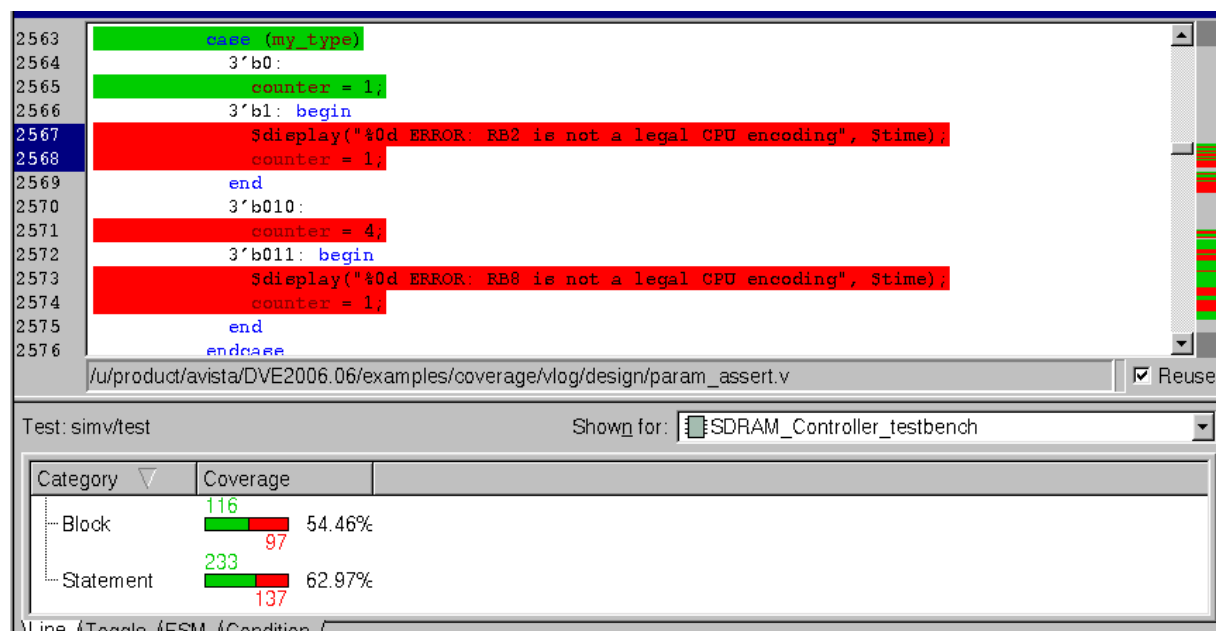 2563 case (my_type)
2564 3'b0:
2565 counter = 1;
2566 3'b1: begin
2567 $display("%0d ERROR: RB2 is not a legal CPU encoding", $time);
2568 counter = 1;
2569 end
2570 3'b010:
2571 counter = 4;
2572 3'b011: begin
2573 $display("%0d ERROR: RB8 is not a legal CPU encoding", $time);
2574 counter = 1;
2575 end
2576 endcase
/u/product/avista/DVE2006.06/examples/coverage/vlog/design/param_assert.v Reuse
Test: simv/test Shown for: SDRAM_Controller_testbench
Category Coverage
116
Block 54.46%
97
233
Statement 62.97%
137
Line Toggle FSM Condition